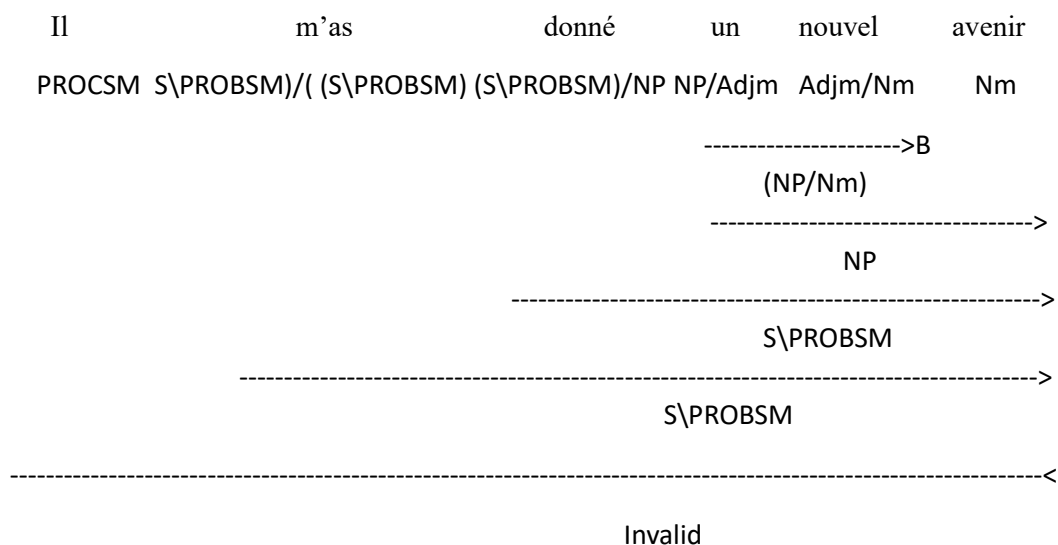 Il m’as donné un nouvel avenir
PROCSM S\PROBSM)/( (S\PROBSM) (S\PROBSM)/NP NP/Adjm Adjm/Nm Nm
---------------------->B
(NP/Nm)
------------------------------------>
NP
----------------------------------------------------------->
S\PROBSM
----------------------------------------------------------------------------------------->
S\PROBSM
-------------------------------------------------------------------------------------------------------------------<
Invalid